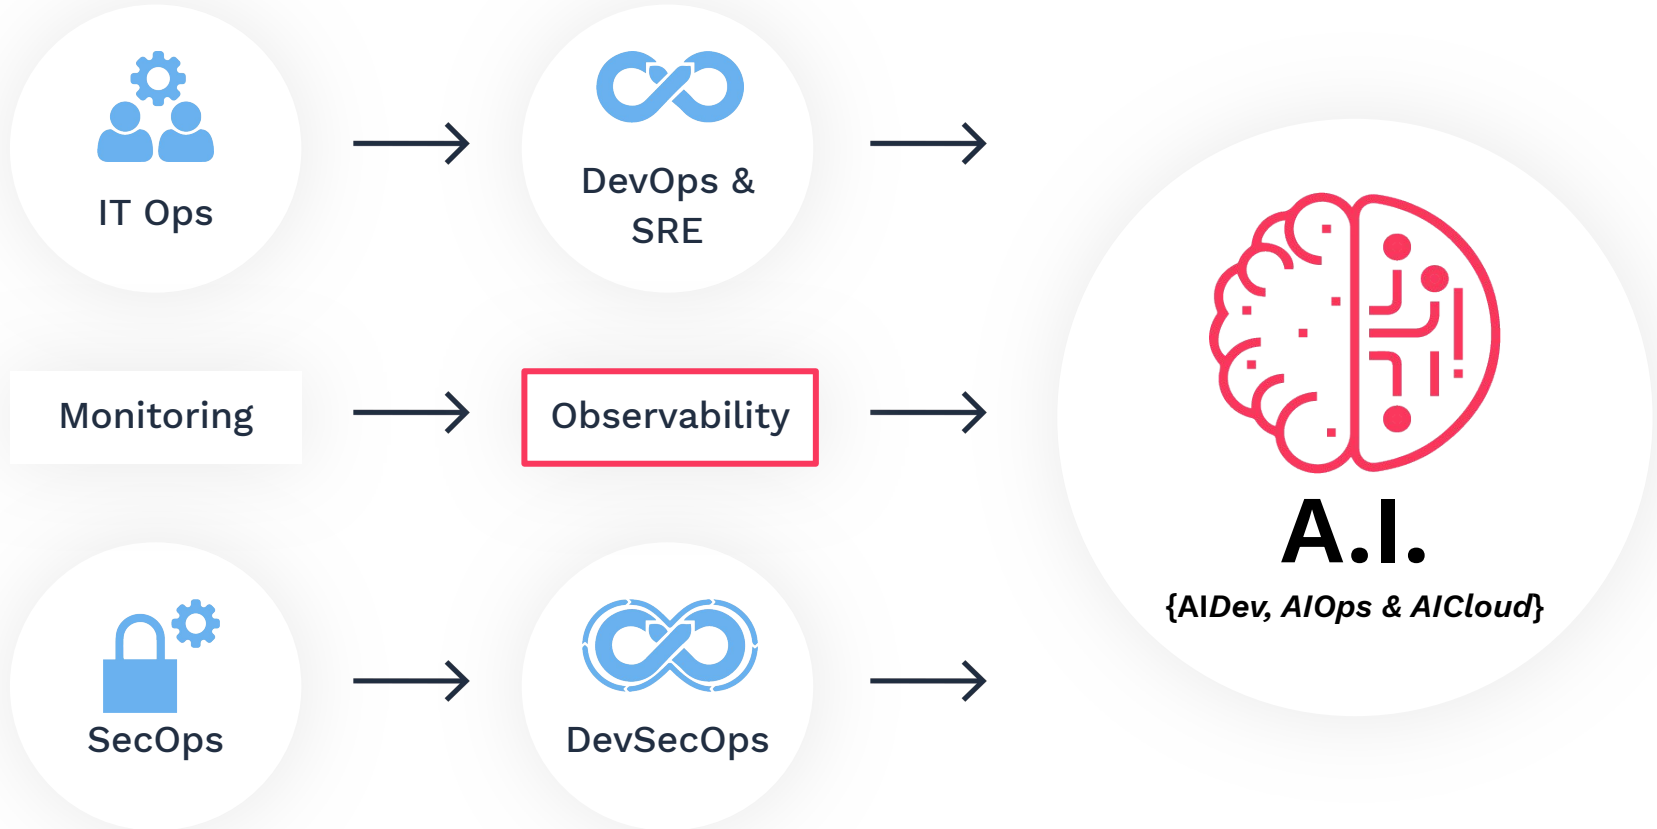 IT Ops
DevOps &
SRE
Monitoring
Observability
A.I.
{AIDev, AIOps & AICloud}
SecOps
DevSecOps